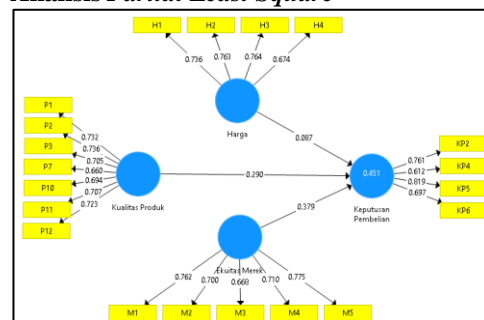 Analisis Partial Least Square
H1 H2 H3 H4
0.736 0.763 0.764 0.674
Harga
P1
P2
P3
P7
P10
P11
P12
0.732
0.736
0.705
0.660
0.694
0.707
0.723
Kualitas Produk
0.087
0.290
0.379
0.451
Keputusan
Pembelian
KP2
KP4
KP5
KP6
0.761
0.612
0.819
0.697
Ekuitas Merek
0.762 0.700 0.668 0.710 0.775
M1 M2 M3 M4 M5